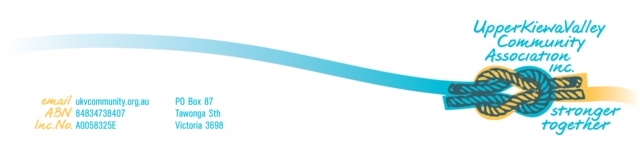 UpperKiewaValley
Community
Association
inc.
stronger
together
email ukvcommunity.org.au
ABN 84834738407
Inc.No. A0058325E
PO Box 87
Tawonga Sth
Victoria 3698